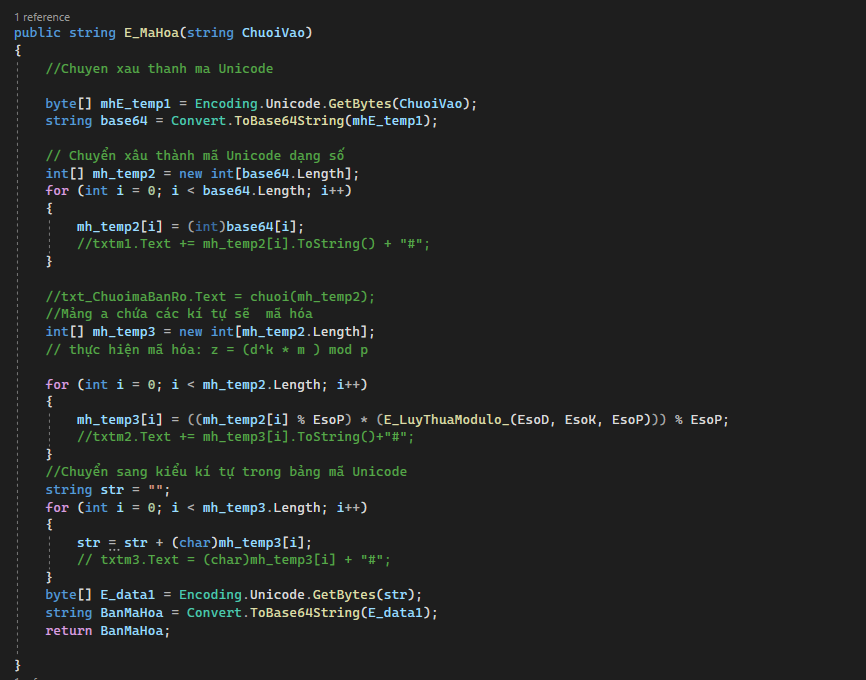 1 reference
public string E_MaHoa(string ChuoiVao)
{
//Chuyen xau thanh ma Unicode
byte[] mhE_temp1 = Encoding.Unicode.GetBytes(ChuoiVao);
string base64 = Convert.ToBase64String(mhE_temp1);
// Chuyển xâu thành mã Unicode dạng số
int[] mh_temp2 = new int[base64.Length];
for (int i = 0; i < base64.Length; i++)
{
mh_temp2[i] = (int)base64[i];
//txtm1.Text += mh_temp2[i].ToString() + "#";
}
//txt_ChuoimaBanRo.Text = chuoi(mh_temp2);
//Mảng a chứa các kí tự sẽ  mã hóa
int[] mh_temp3 = new int[mh_temp2.Length];
// thực hiện mã hóa: z = (d^k * m ) mod p
for (int i = 0; i < mh_temp2.Length; i++)
{
mh_temp3[i] = ((mh_temp2[i] % EsoP) * (E_LuyThuaModulo_(EsoD, EsoK, EsoP))) % EsoP;
//txtm2.Text += mh_temp3[i].ToString()+"#";
}
//Chuyển sang kiểu kí tự trong bảng mã Unicode
string str = "";
for (int i = 0; i < mh_temp3.Length; i++)
{
str = str + (char)mh_temp3[i];
// txtm3.Text = (char)mh_temp3[i] + "#";
}
byte[] E_data1 = Encoding.Unicode.GetBytes(str);
string BanMaHoa = Convert.ToBase64String(E_data1);
return BanMaHoa;
}